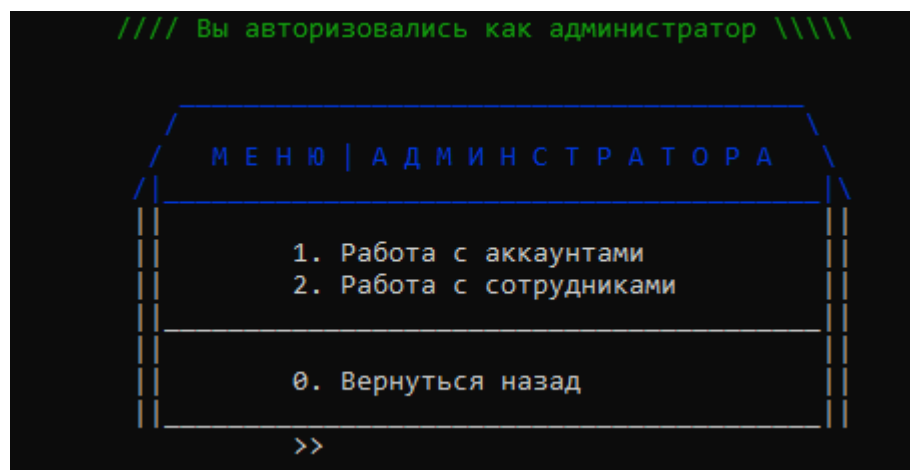 //// Вы авторизовались как администратор \\\\\
М Е Н Ю | А Д М И Н С Т Р А Т О Р А
1. Работа с аккаунтами
2. Работа с сотрудниками
0. Вернуться назад
>>